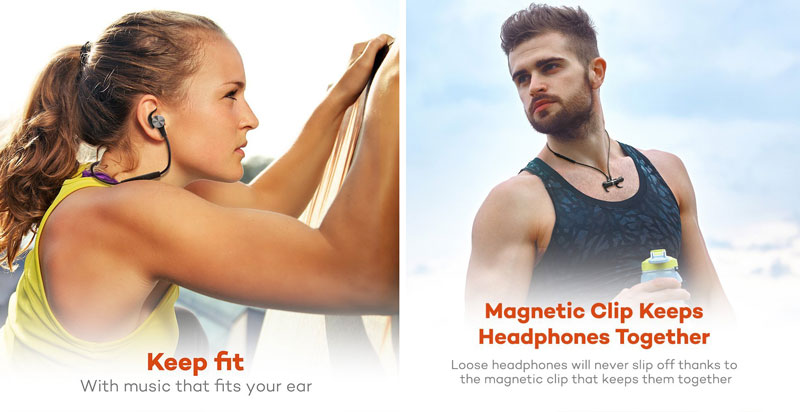 Keep fit
With music that fits your ear
Magnetic Clip Keeps
Headphones Together
Loose headphones will never slip off thanks to
the magnetic clip that keeps them together